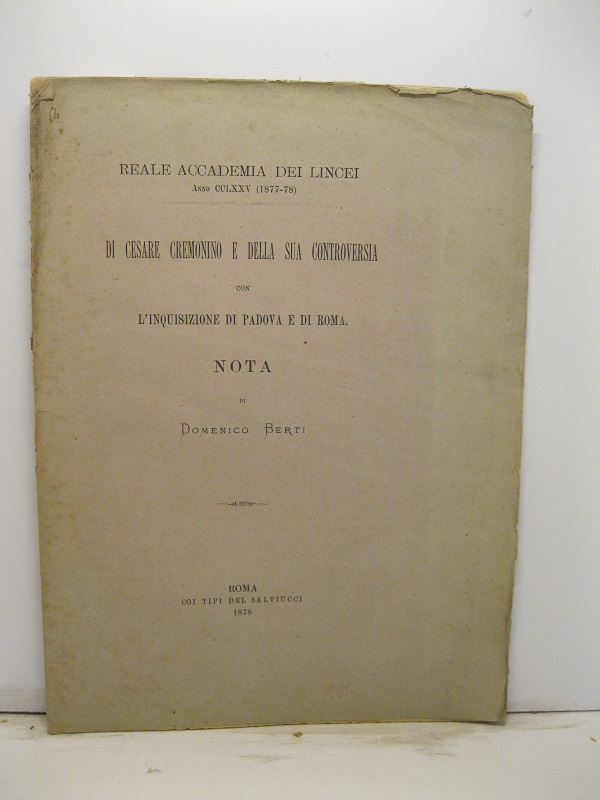 REALE ACCADEMIA DEI LINCEI
ANNO CCLXXV (1877-78)
DI CESARE CREMONINO E DELLA SUA CONTROVERSIA
CON
L'INQUISIZIONE DI PADOVA E DI ROMA.
NOTA
DI
DOMENICO BERTI
ROMA
COI TIPI DEL SALVIUCCI
1878